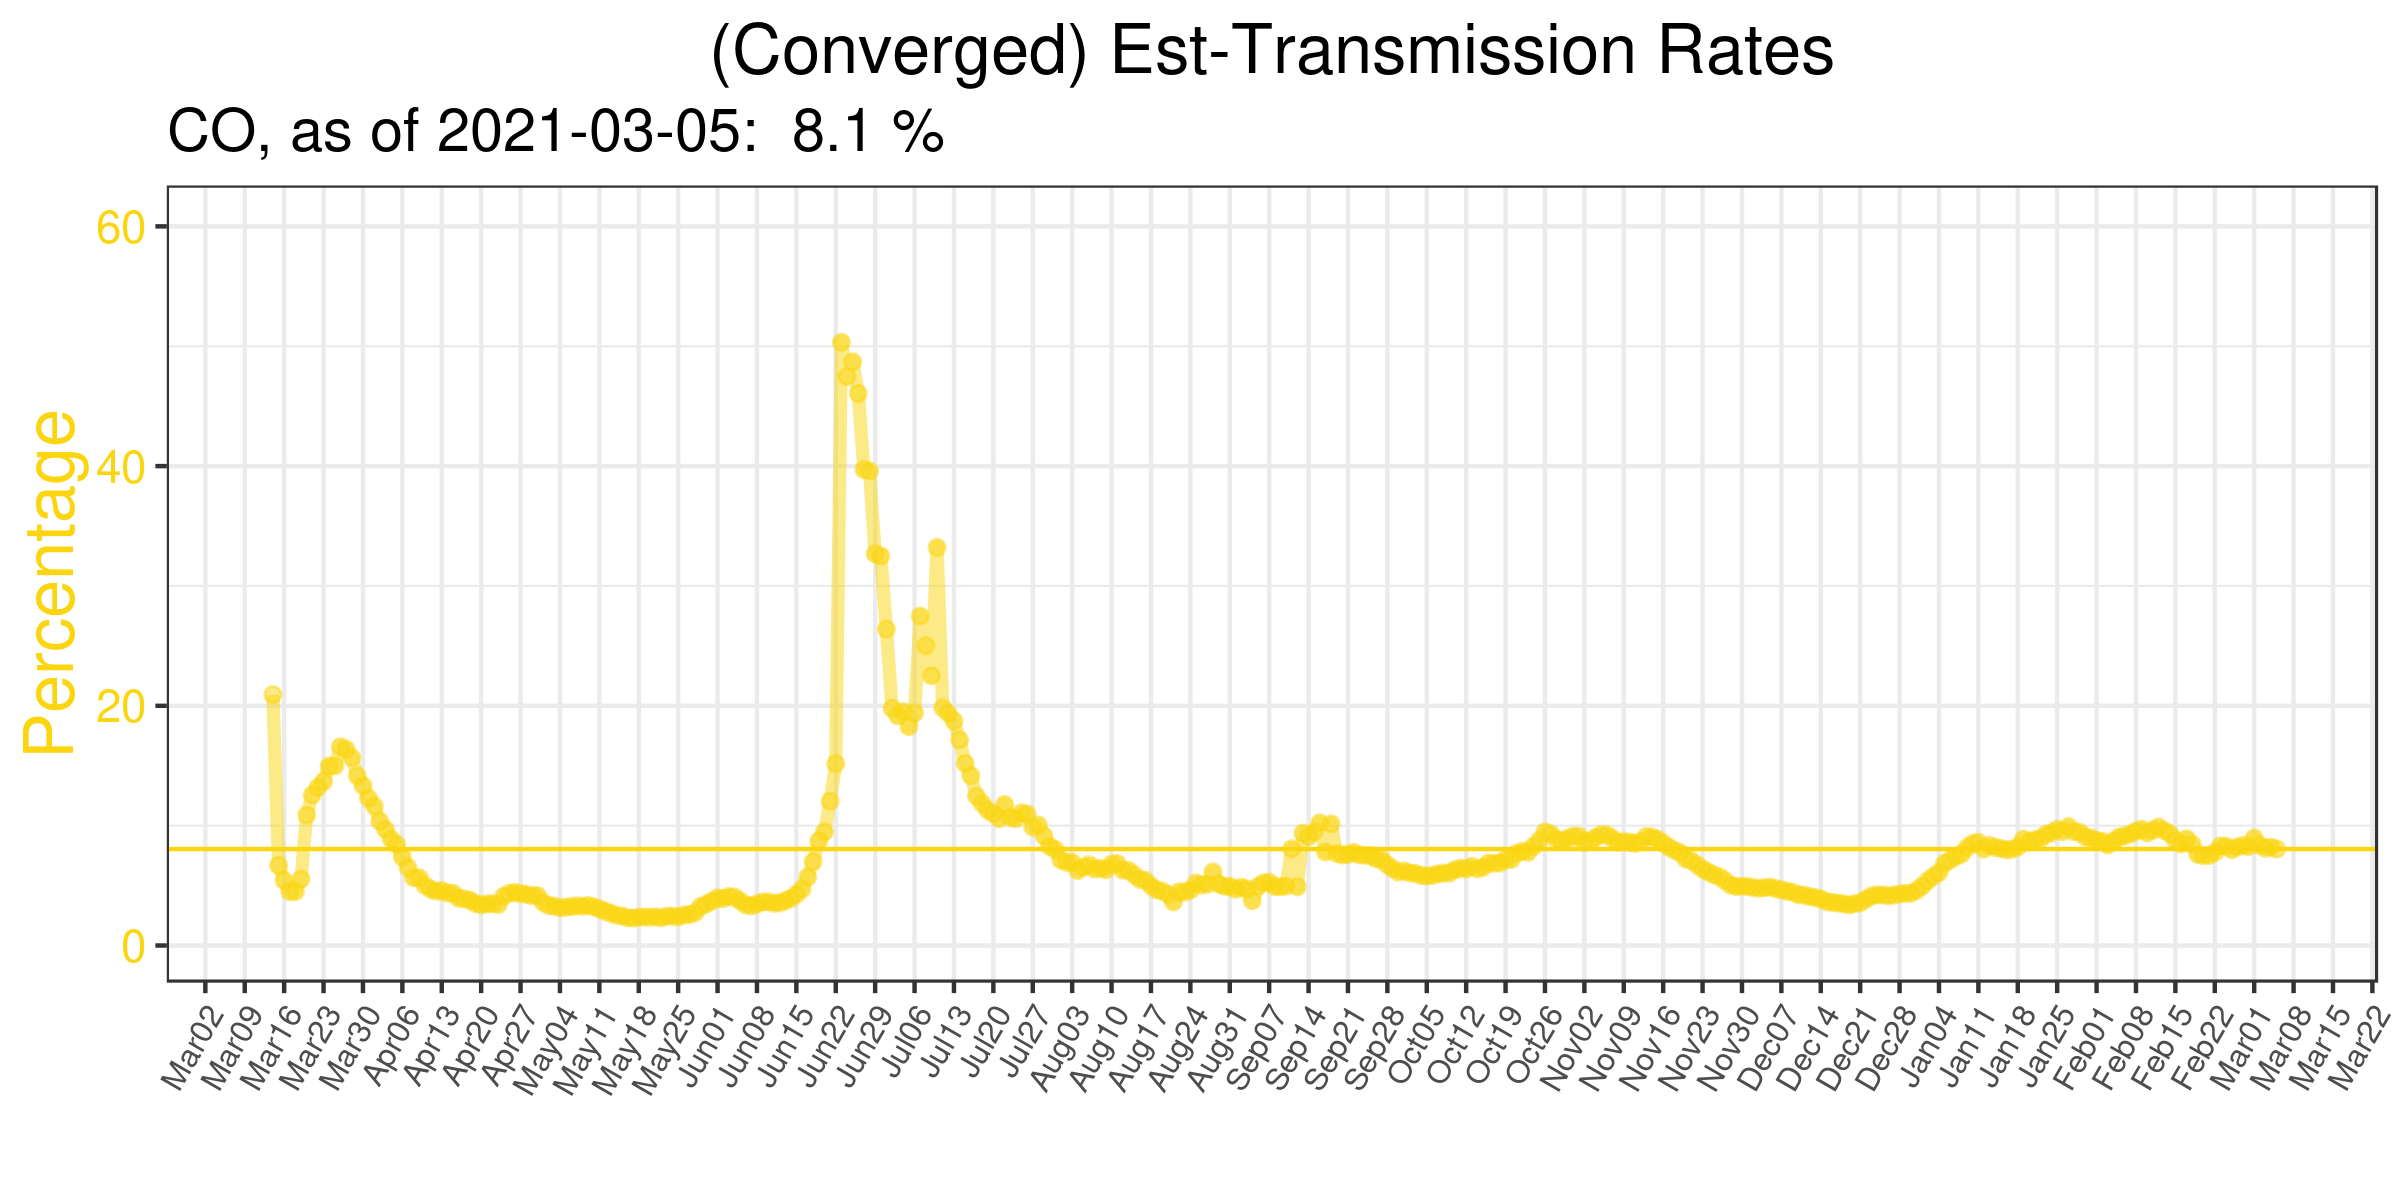 (Converged) Est-Transmission Rates
CO, as of 2021-03-05:  8.1 %
Percentage
60
40
20
0
Mar02 Mar09 Mar16 Mar23 Mar30 Apr06 Apr13 Apr20 Apr27 May04 May11 May18 May25 Jun01 Jun08 Jun15 Jun22 Jun29 Jul06 Jul13 Jul20 Jul27 Aug03 Aug10 Aug17 Aug24 Aug31 Sep07 Sep14 Sep21 Sep28 Oct05 Oct12 Oct19 Oct26 Nov02 Nov09 Nov16 Nov23 Nov30 Dec07 Dec14 Dec21 Dec28 Jan04 Jan11 Jan18 Jan25 Feb01 Feb08 Feb15 Feb22 Mar01 Mar08 Mar15 Mar22